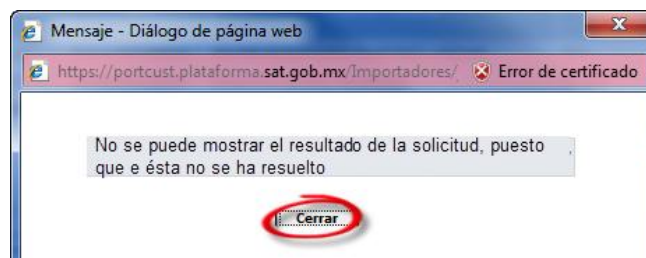 Mensaje - Diálogo de página web
https://portcust.plataforma.sat.gob.mx/Importadores/ Error de certificado
No se puede mostrar el resultado de la solicitud, puesto ,
que e ésta no se ha resuelto
Cerrar